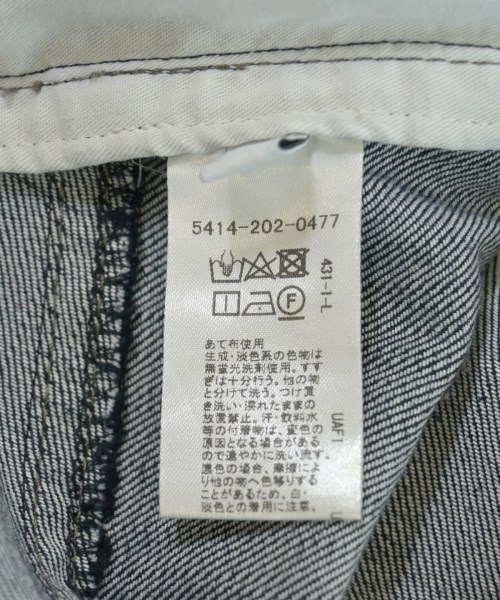 5414-202-0477
431-I-L
F
あて布使用
生成・淡色系の色物は
無蛍光洗剤使用。すす
ぎは十分行う。他の物
と分けて洗う。つけ置
き洗い・濡れたままの
放置禁止。汗・飲料水
等の付着物は、変色の
原因となる場合がある
ので速やかに洗い流す。
濃色の場合、摩擦によ
り他の物へ色移りする
ことがあるため、白・
淡色との着用に注意。
UAFI